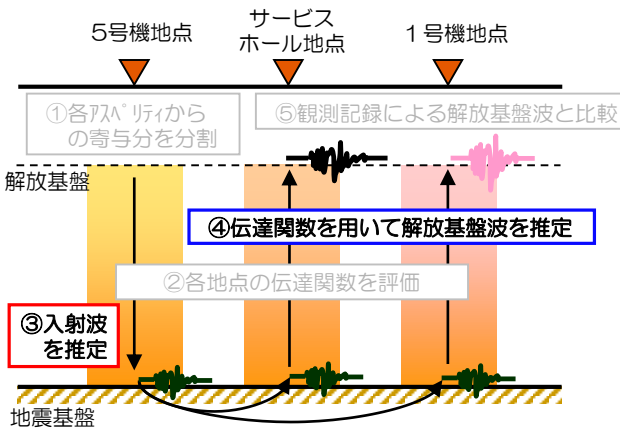 5号機地点
サービス
ホール地点
１号機地点
①各ｱｽﾍﾟﾘﾃｨから
の寄与分を分割
⑤観測記録による解放基盤波と比較
解放基盤
④伝達関数を用いて解放基盤波を推定
②各地点の伝達関数を評価
③入射波
を推定
地震基盤